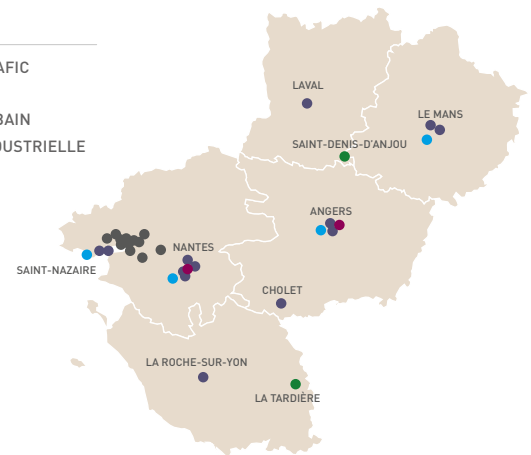 AFIC
BAIN
DUSTRIELLE
LAVAL
LE MANS
SAINT-DENIS-D'ANJOU
ANGERS
NANTES
SAINT-NAZAIRE
CHOLET
LA ROCHE-SUR-YON
LA TARDIÈRE